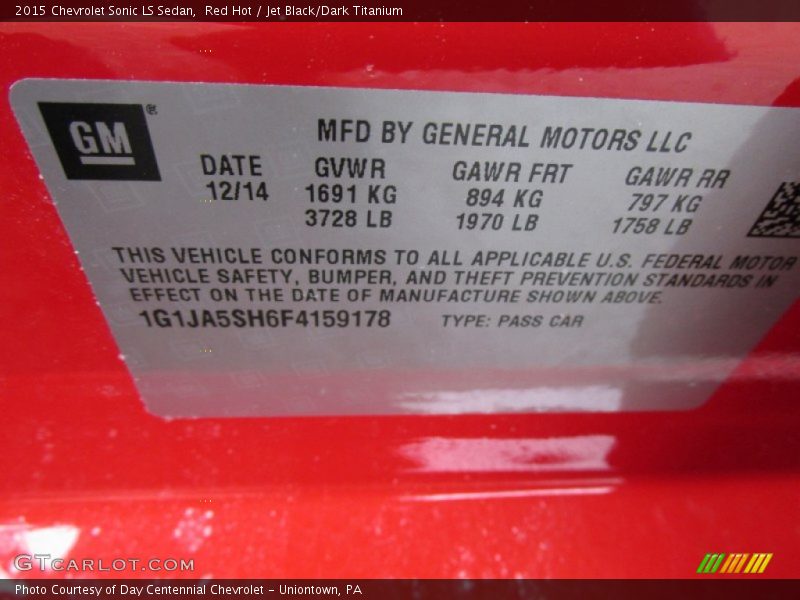 2015 Chevrolet Sonic LS Sedan, Red Hot / Jet Black/Dark Titanium
GM ®
MFD BY GENERAL MOTORS LLC
DATE GVWR GAWR FRT GAWR RR
12/14 1691 KG 894 KG 797 KG
3728 LB 1970 LB 1758 LB
THIS VEHICLE CONFORMS TO ALL APPLICABLE U.S. FEDERAL MOTOR
VEHICLE SAFETY, BUMPER, AND THEFT PREVENTION STANDARDS IN
EFFECT ON THE DATE OF MANUFACTURE SHOWN ABOVE.
1G1JA5SH6F4159178 TYPE: PASS CAR
GTCARLOT.COM
Photo Courtesy of Day Centennial Chevrolet - Uniontown, PA